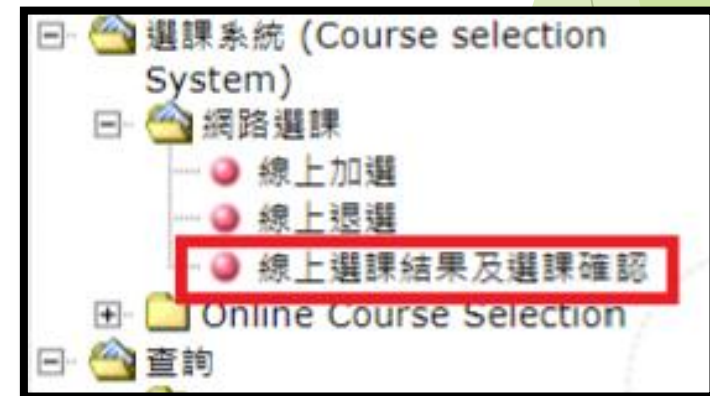 選課系統 (Course selection
System)
網路選課
線上加選
線上退選
線上選課結果及選課確認
Online Course Selection
查詢